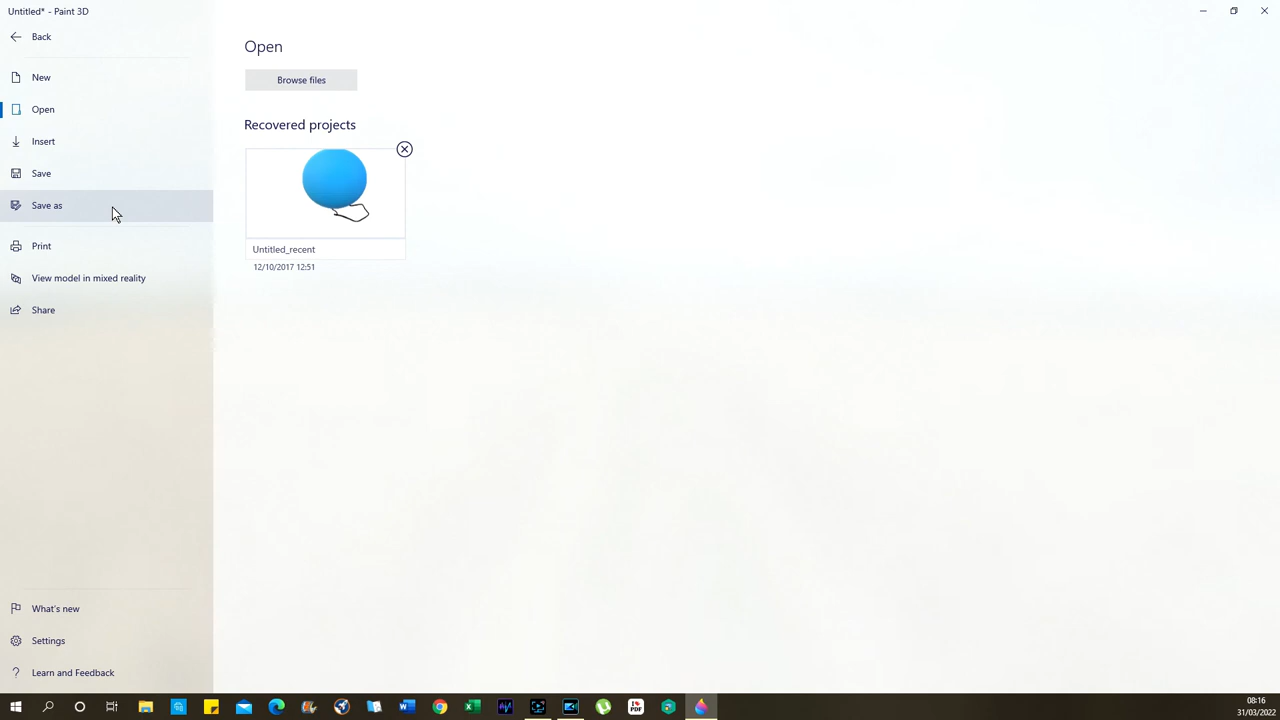 Untitled* - Paint 3D
Back
New
Open
Insert
Save
Save as
Print
View model in mixed reality
Share
What's new
Settings
Learn and Feedback
Open
Browse files
Recovered projects
Untitled_recent
12/10/2017 12:51
W
X
I ♥
PDF
08:16
31/03/2022